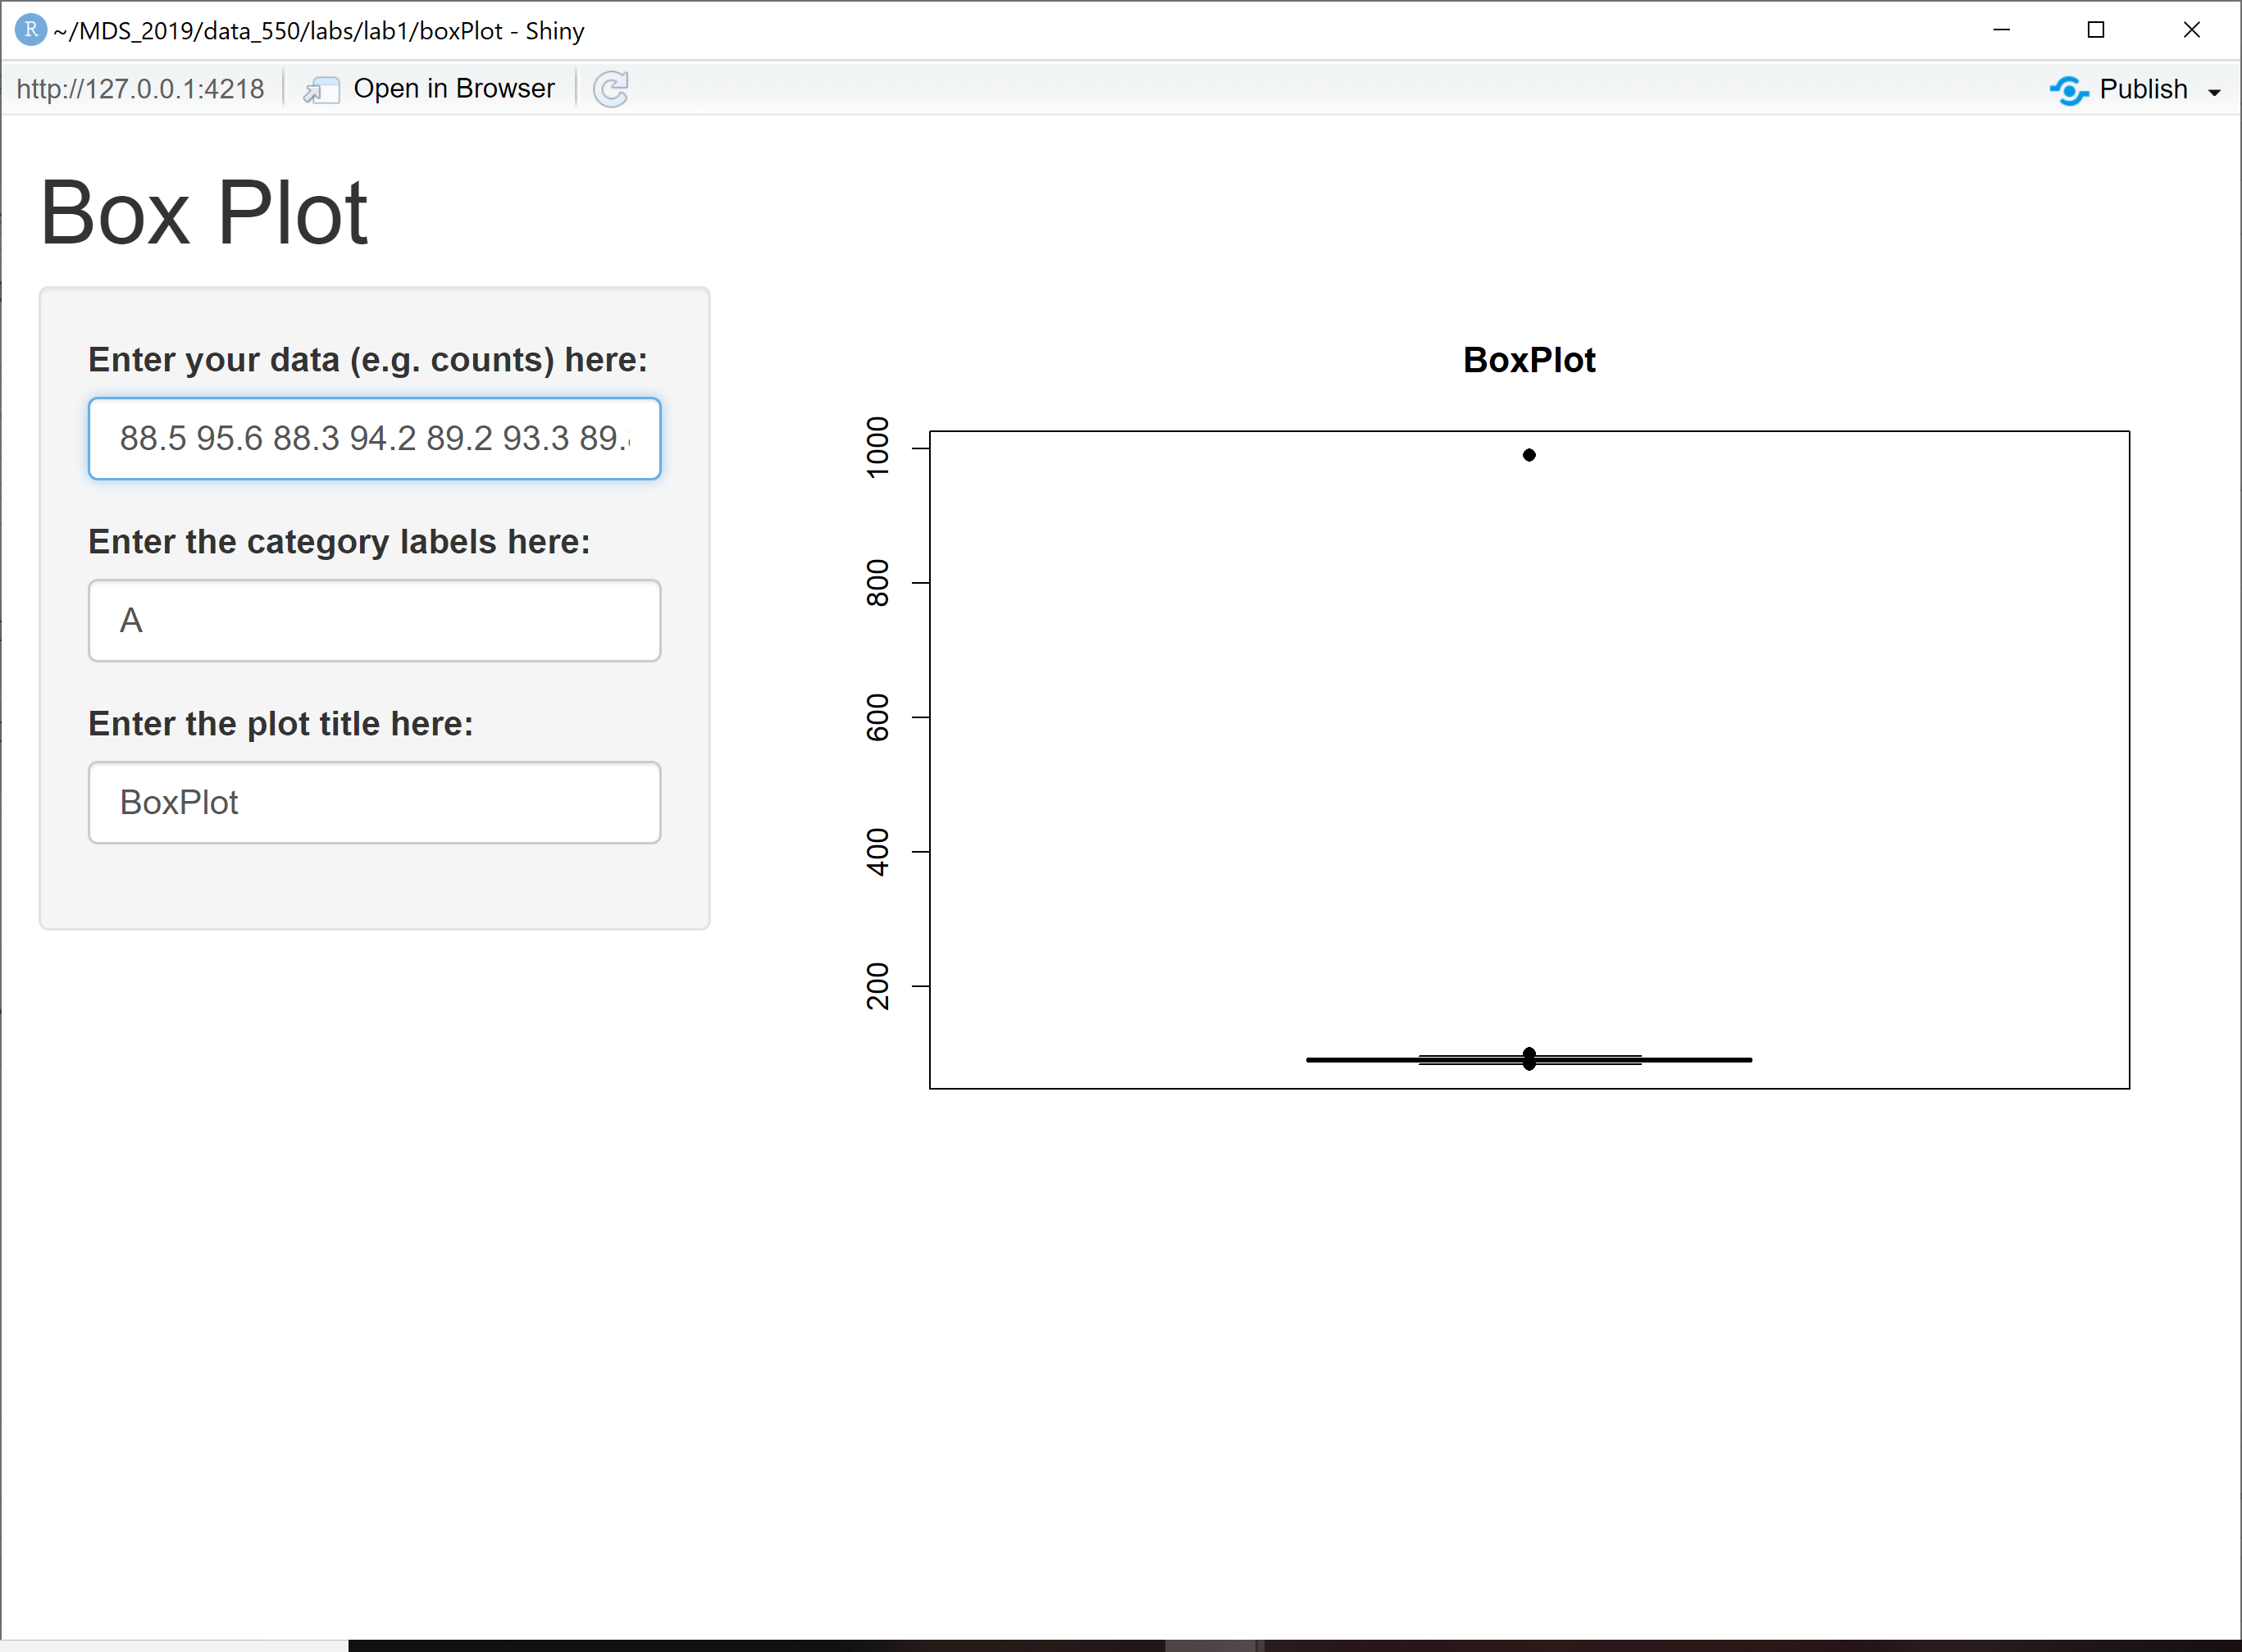 R ~/MDS_2019/data_550/labs/lab1/boxPlot - Shiny
http://127.0.0.1:4218 Open in Browser Publish
Box Plot
Enter your data (e.g. counts) here:
88.5 95.6 88.3 94.2 89.2 93.3 89.
Enter the category labels here:
A
Enter the plot title here:
BoxPlot
BoxPlot
1000
800
600
400
200